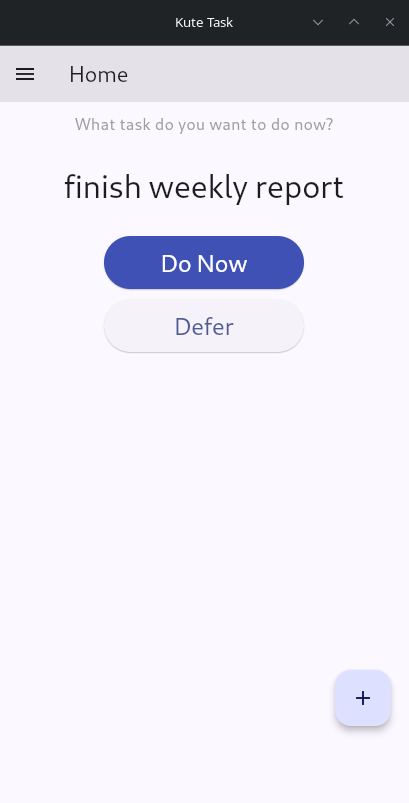 Kute Task
Home
What task do you want to do now?
finish weekly report
Do Now
Defer